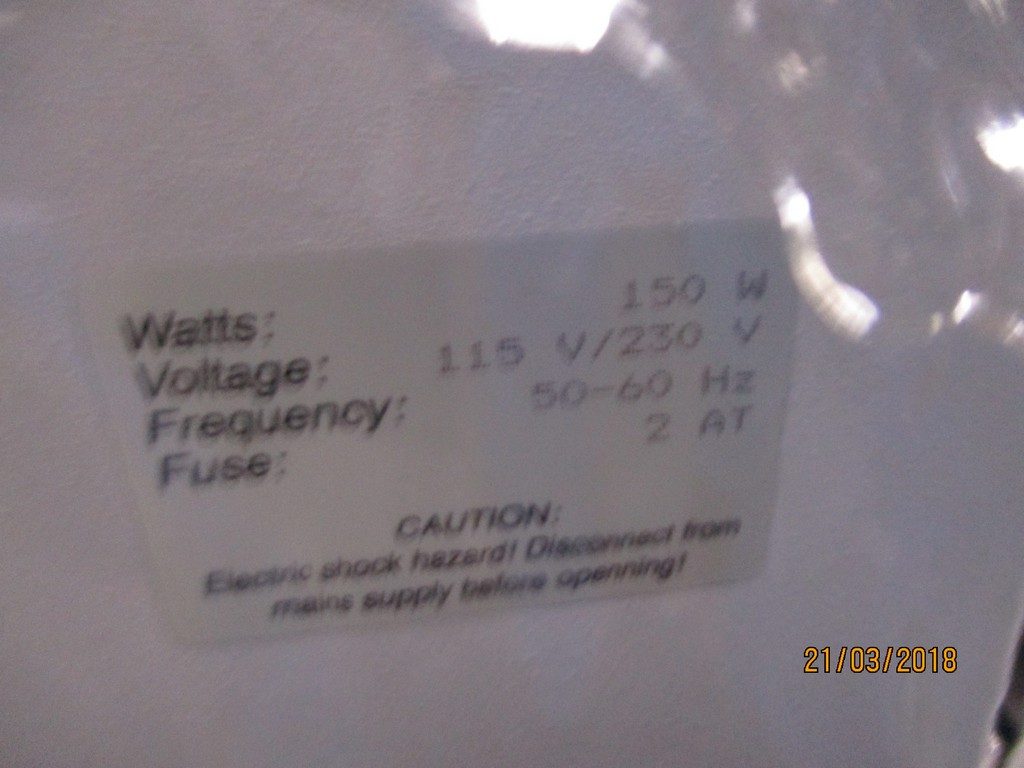 Watts: 150 W
Voltage: 115 V/230 V
Frequency: 50-60 Hz
Fuse: 2 AT
CAUTION:
Electric shock hazard! Disconnect from
mains supply before openning!
21/03/2018